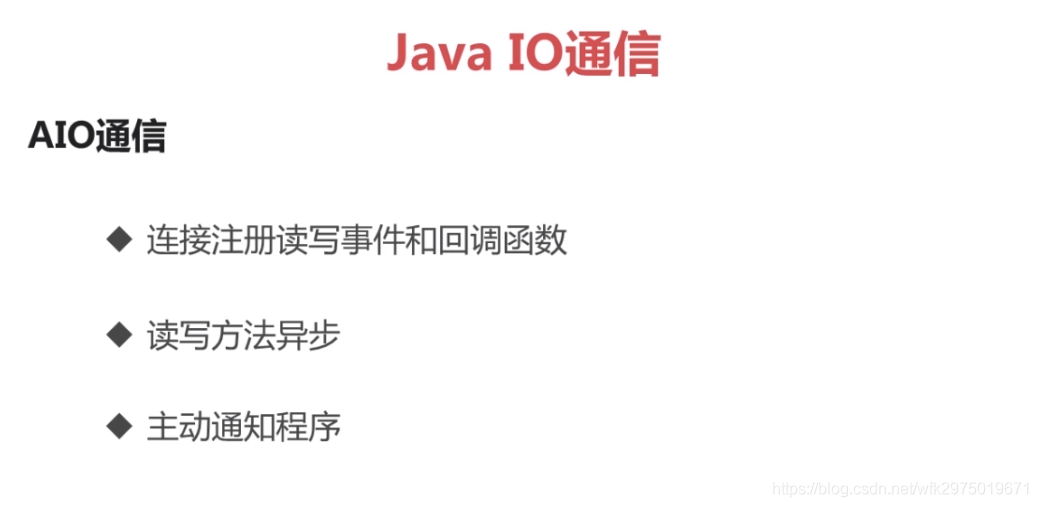 Java IO通信
AIO通信
◆ 连接注册读写事件和回调函数
◆ 读写方法异步
◆ 主动通知程序
https://blog.csdn.net/wfk2975019671